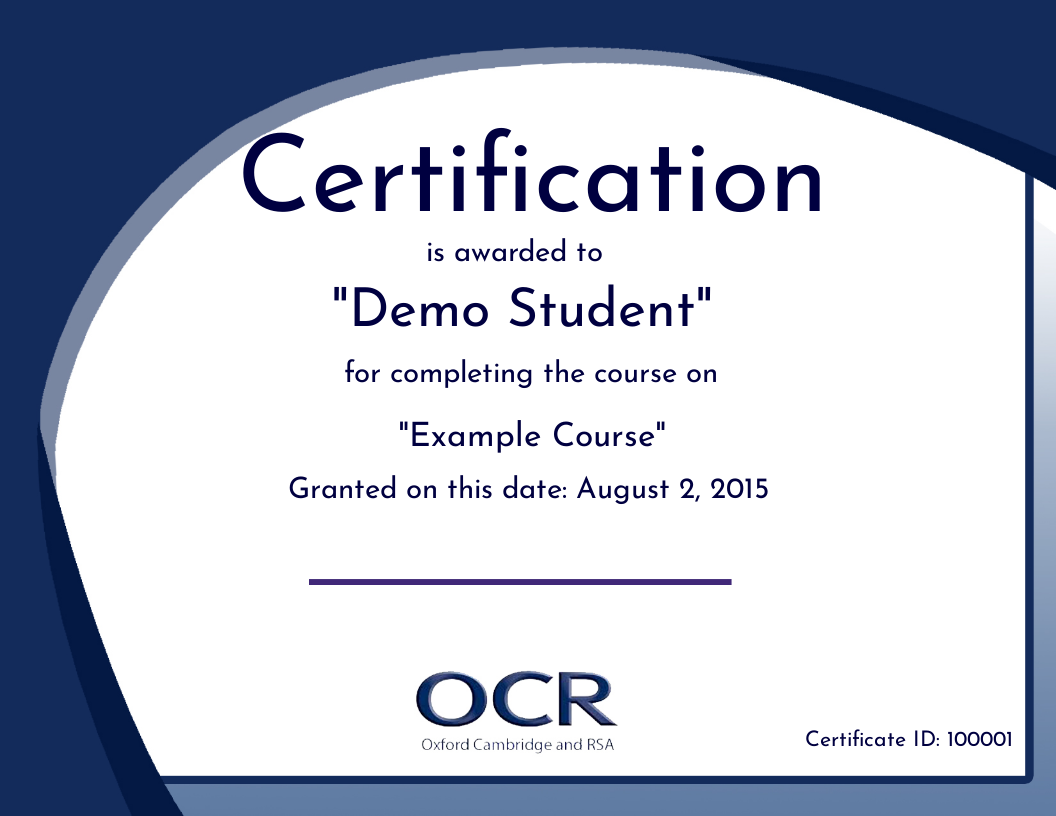 Certification
is awarded to
"Demo Student"
for completing the course on
"Example Course"
Granted on this date: August 2, 2015
OCR
Oxford Cambridge and RSA
Certificate ID: 100001